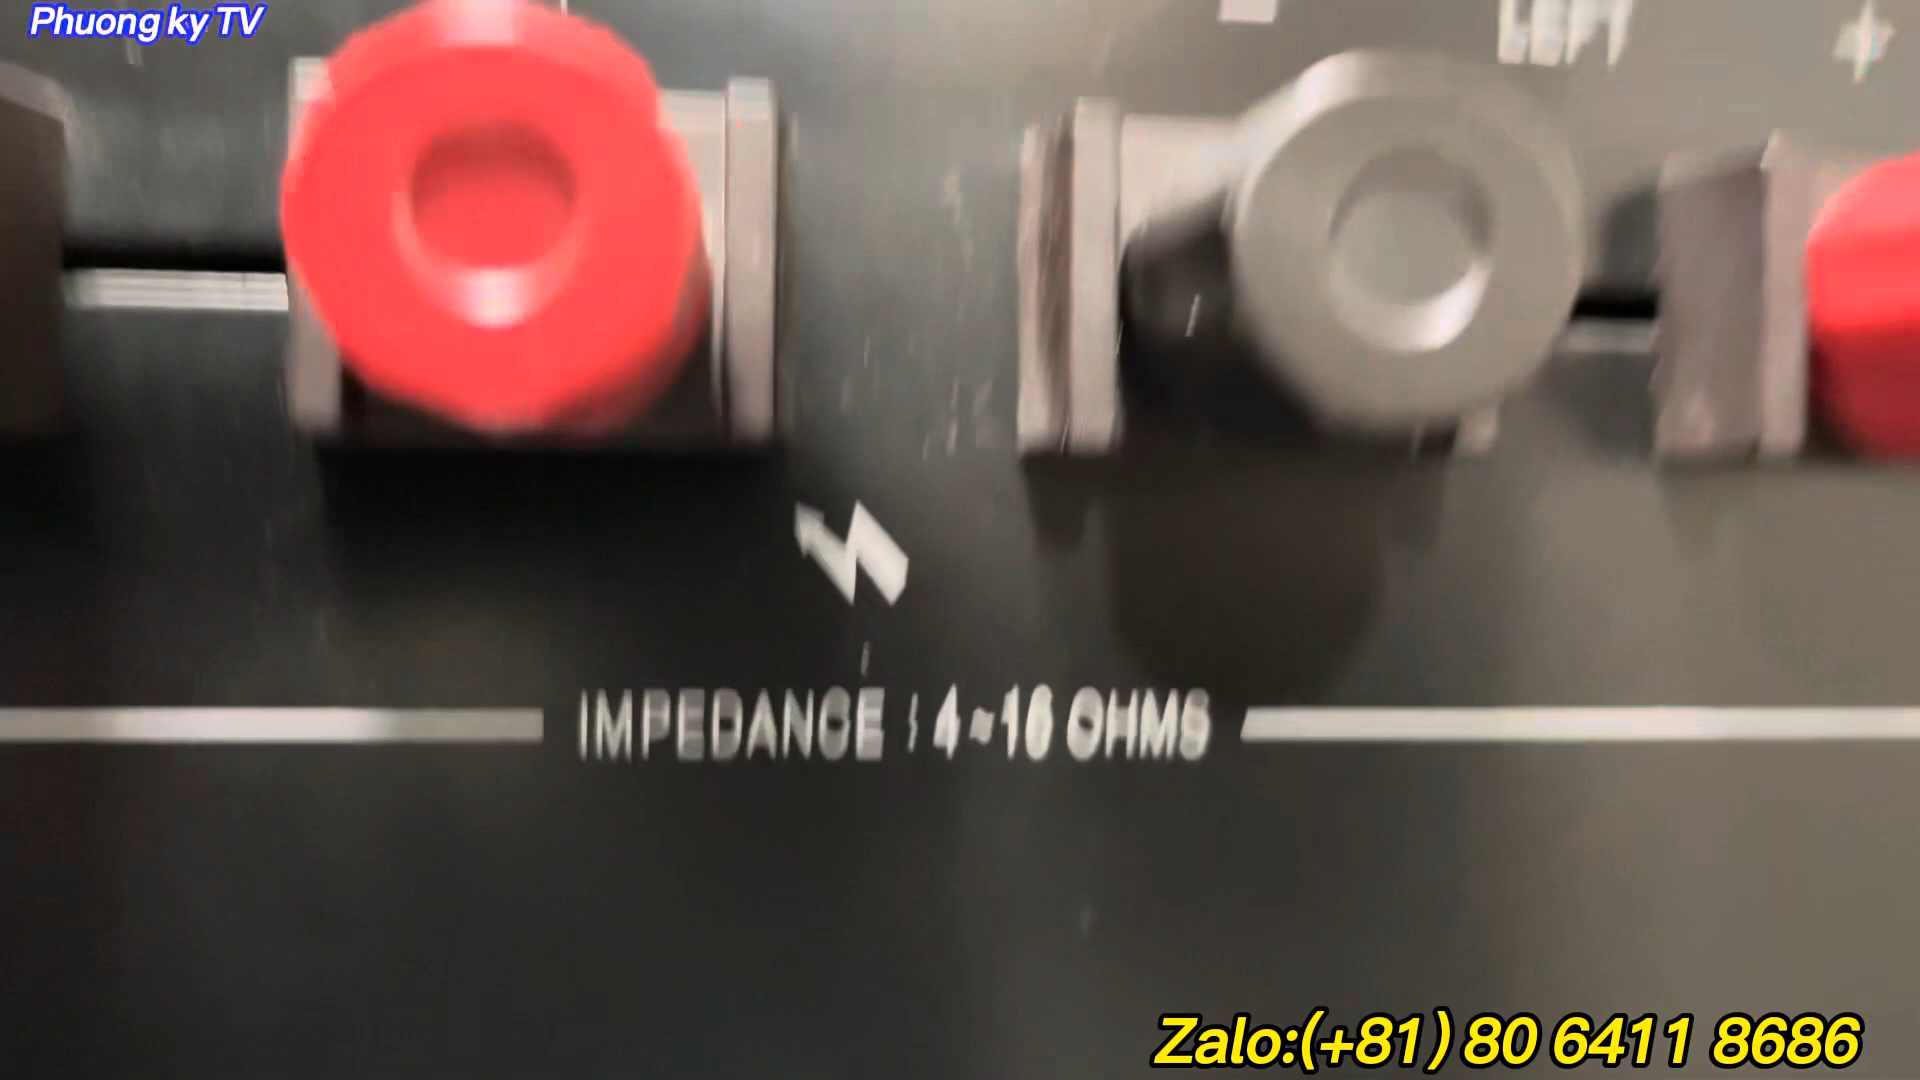 Phuong ky TV
LEFT +
IMPEDANCE : 4~16 OHMS
Zalo:(+81) 80 6411 8686